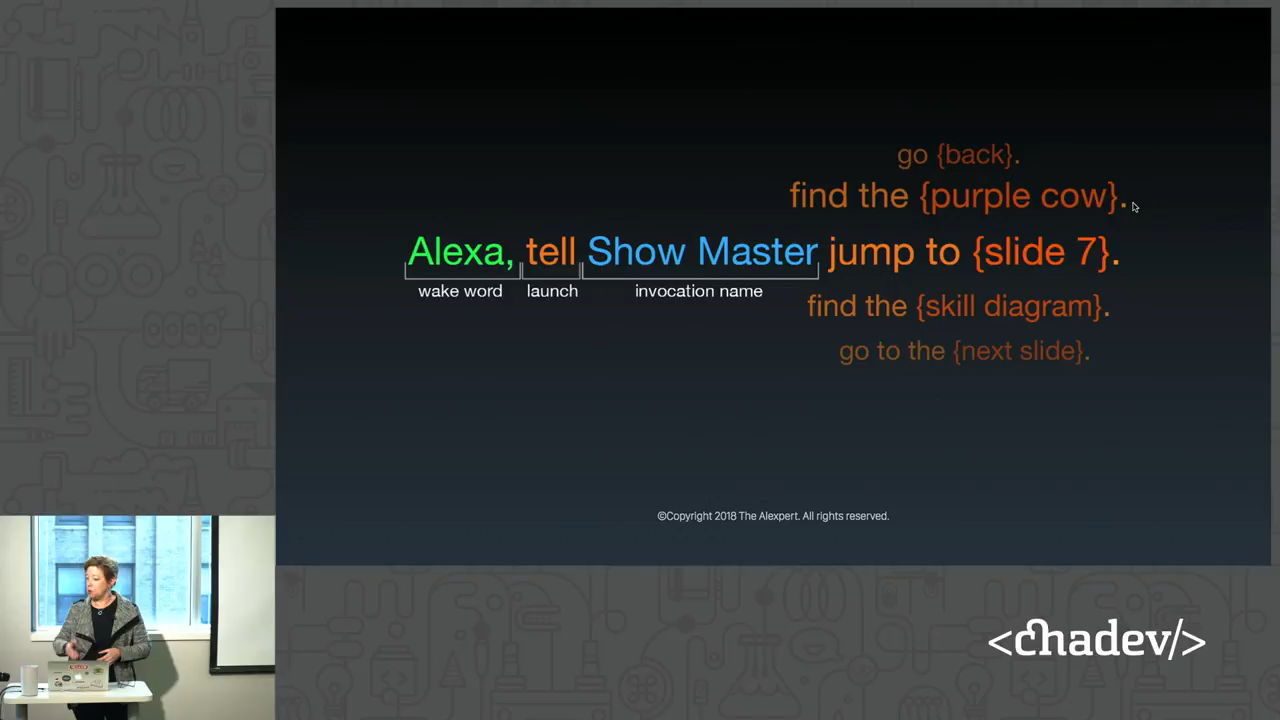 go {back}.
find the {purple cow}.
Alexa, tell Show Master jump to {slide 7}.
wake word launch invocation name
find the {skill diagram}.
go to the {next slide}.
©Copyright 2018 The Alexpert. All rights reserved.
<chadev/>